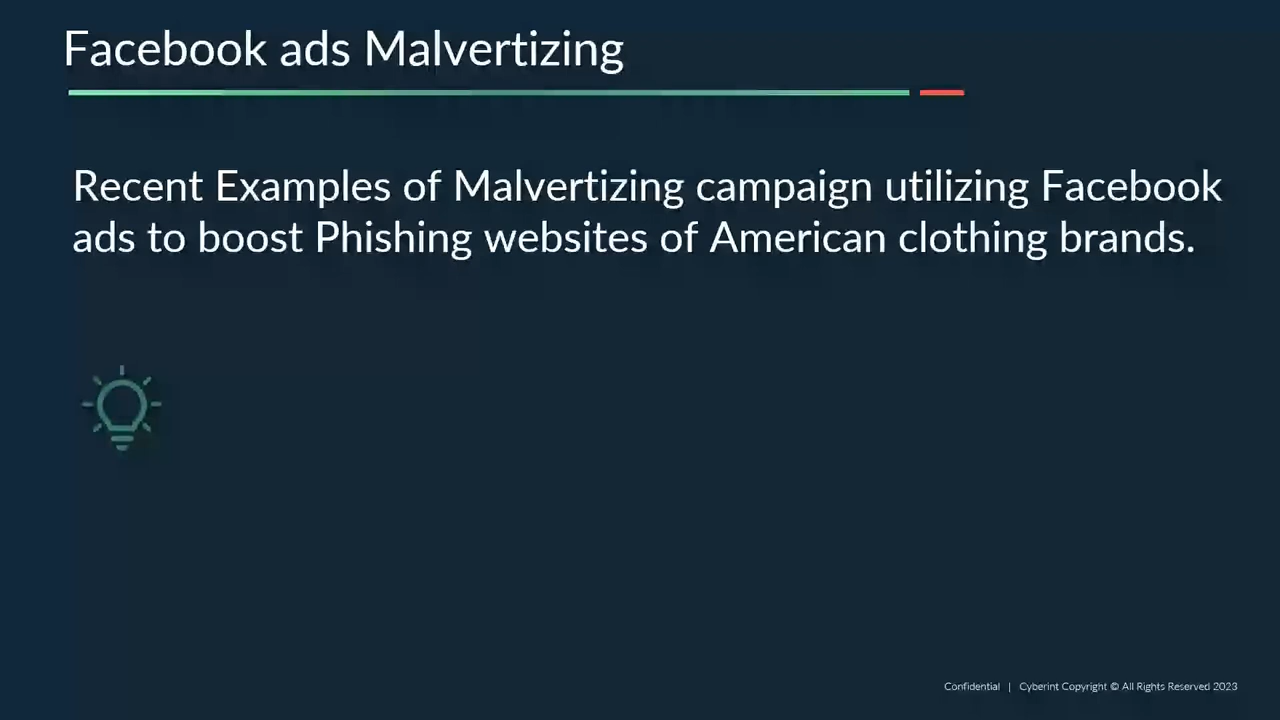 Facebook ads Malvertizing
Recent Examples of Malvertizing campaign utilizing Facebook
ads to boost Phishing websites of American clothing brands.
Confidential | Cyberint Copyright © All Rights Reserved 2023